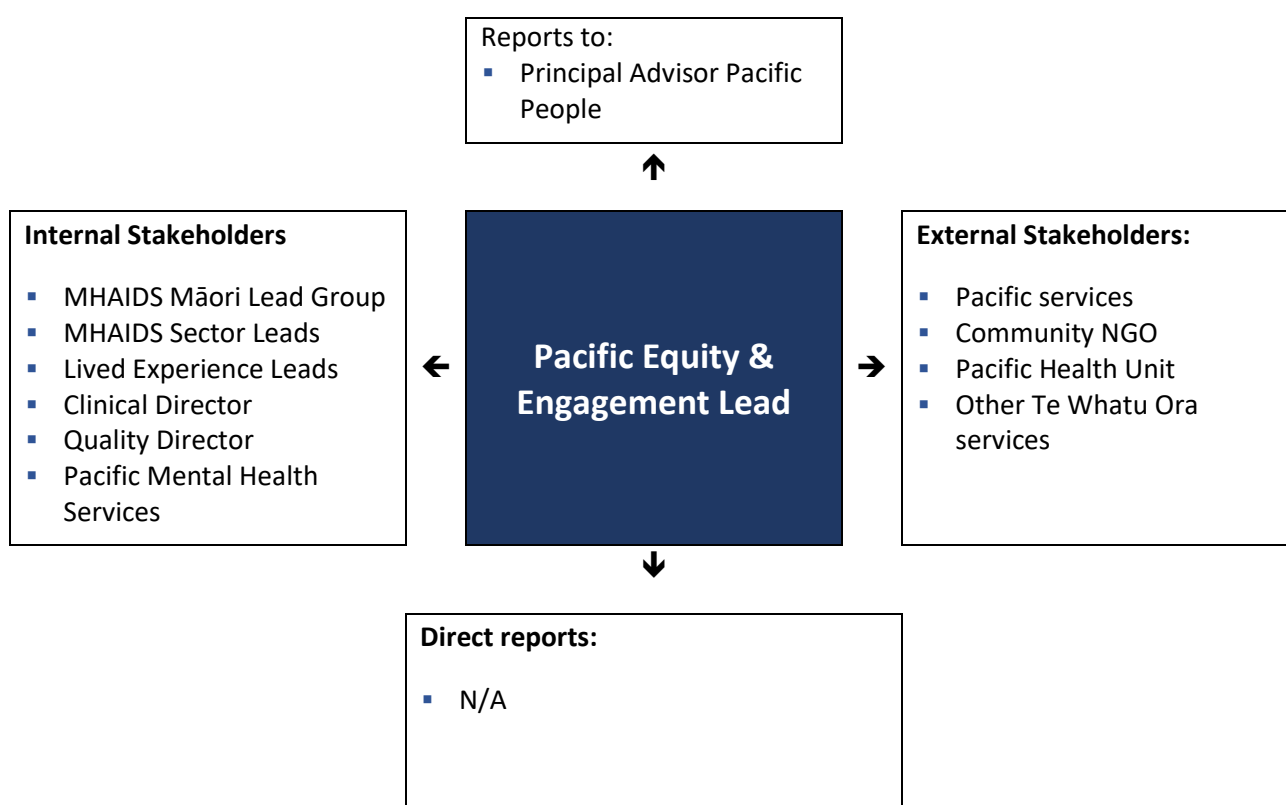 Reports to:
▪ Principal Advisor Pacific
People
Internal Stakeholders
▪ MHAIDS Māori Lead Group
▪ MHAIDS Sector Leads
▪ Lived Experience Leads
▪ Clinical Director
▪ Quality Director
▪ Pacific Mental Health
Services
Pacific Equity &
Engagement Lead
External Stakeholders:
▪ Pacific services
▪ Community NGO
▪ Pacific Health Unit
▪ Other Te Whatu Ora
services
Direct reports:
▪ N/A